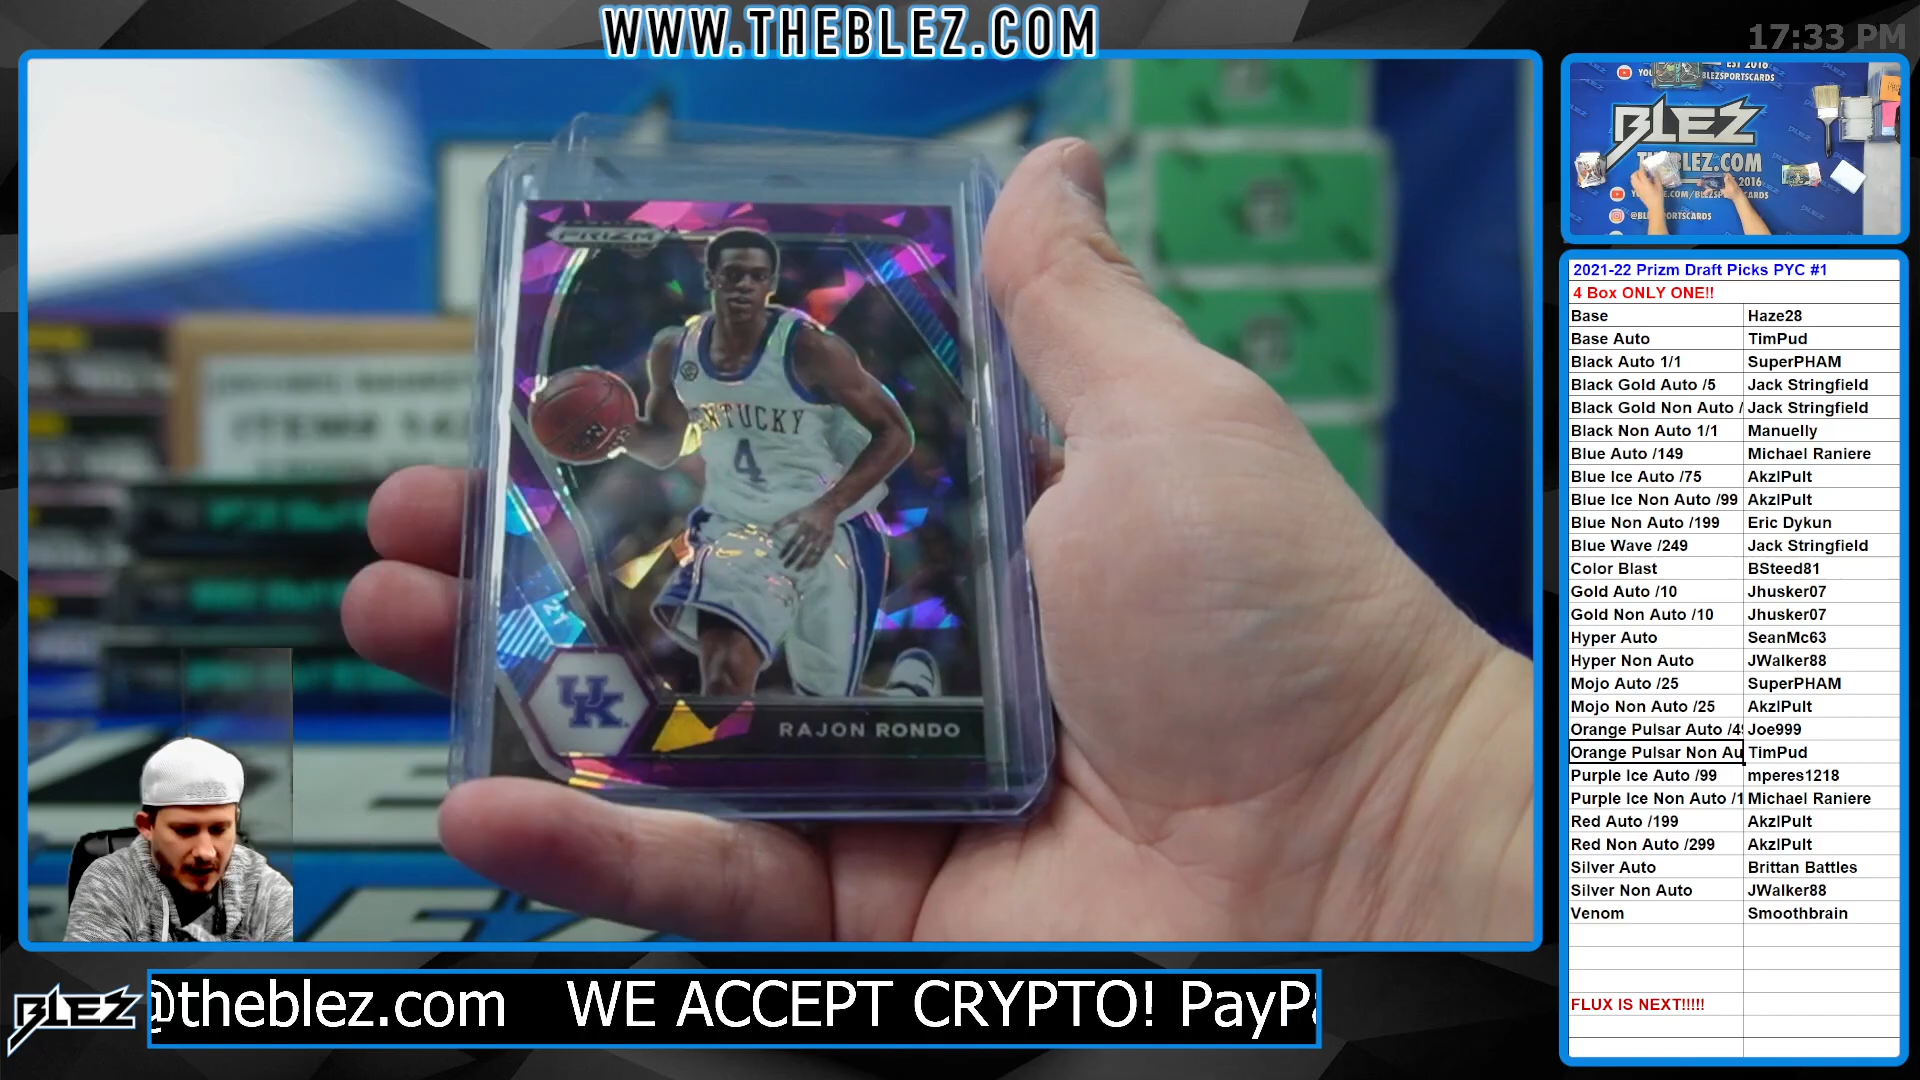 WWW.THEBLEZ.COM
17:33 PM
PRIZM
KENTUCKY
4
21
UK
RAJON RONDO
EST 2016
BLEZSPORTSCARDS
BLEZ
THEBLEZ.COM
2016
2021-22 Prizm Draft Picks PYC #1
4 Box ONLY ONE!!
Base Haze28
Base Auto TimPud
Black Auto 1/1 SuperPHAM
Black Gold Auto /5 Jack Stringfield
Black Gold Non Auto / Jack Stringfield
Black Non Auto 1/1 Manuelly
Blue Auto /149 Michael Raniere
Blue Ice Auto /75 AkzlPult
Blue Ice Non Auto /99 AkzlPult
Blue Non Auto /199 Eric Dykun
Blue Wave /249 Jack Stringfield
Color Blast BSteed81
Gold Auto /10 Jhusker07
Gold Non Auto /10 Jhusker07
Hyper Auto SeanMc63
Hyper Non Auto JWalker88
Mojo Auto /25 SuperPHAM
Mojo Non Auto /25 AkzlPult
Orange Pulsar Auto /4 Joe999
Orange Pulsar Non Au TimPud
Purple Ice Auto /99 mperes1218
Purple Ice Non Auto /1 Michael Raniere
Red Auto /199 AkzlPult
Red Non Auto /299 AkzlPult
Silver Auto Brittan Battles
Silver Non Auto JWalker88
Venom Smoothbrain
FLUX IS NEXT!!!!!
BLEZ
@theblez.com WE ACCEPT CRYPTO! PayPa